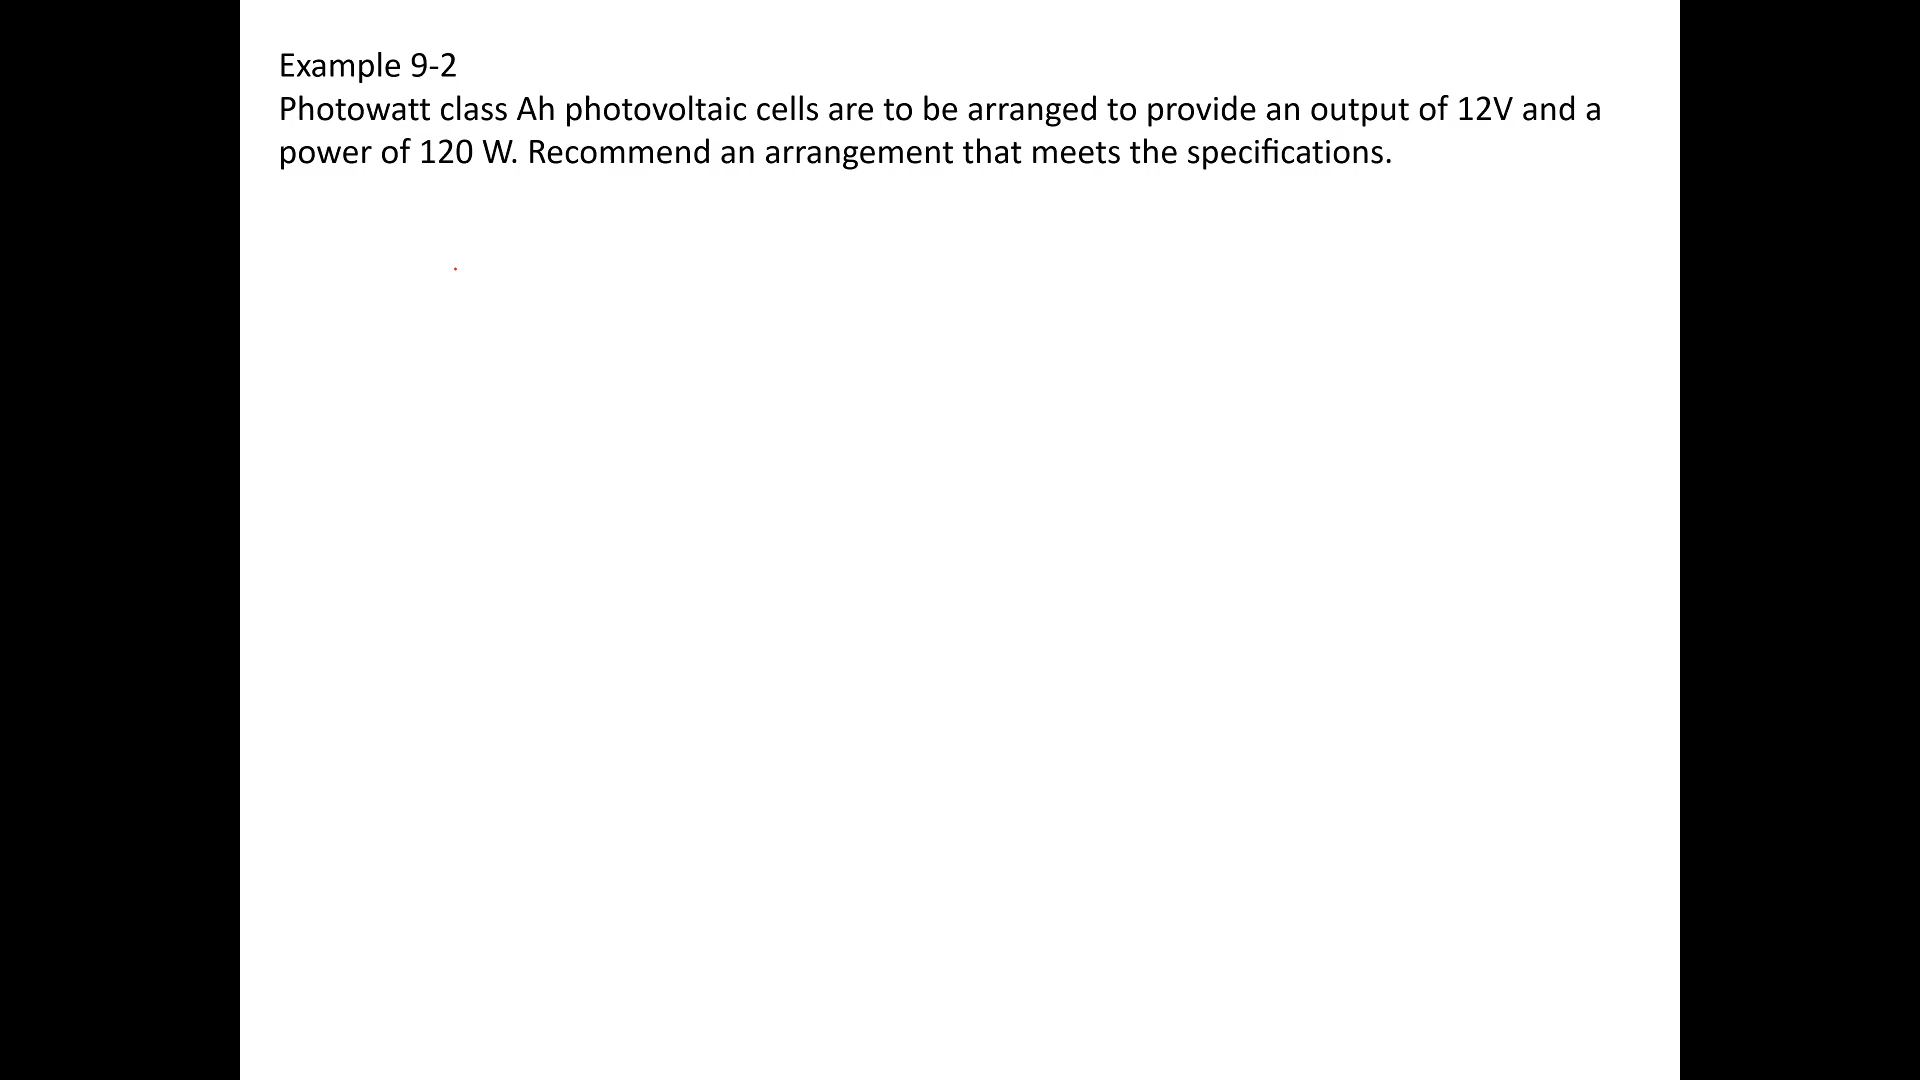 Example 9-2
Photowatt class Ah photovoltaic cells are to be arranged to provide an output of 12V and a
power of 120 W. Recommend an arrangement that meets the specifications.